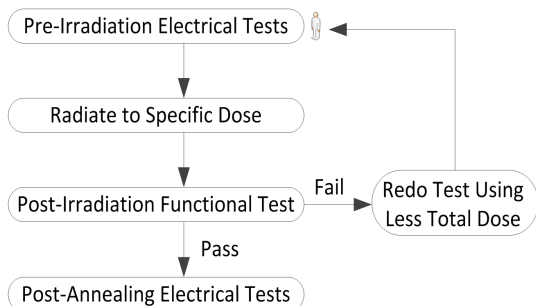 Pre-Irradiation Electrical Tests
Radiate to Specific Dose
Post-Irradiation Functional Test
Fail
Redo Test Using
Less Total Dose
Pass
Post-Annealing Electrical Tests